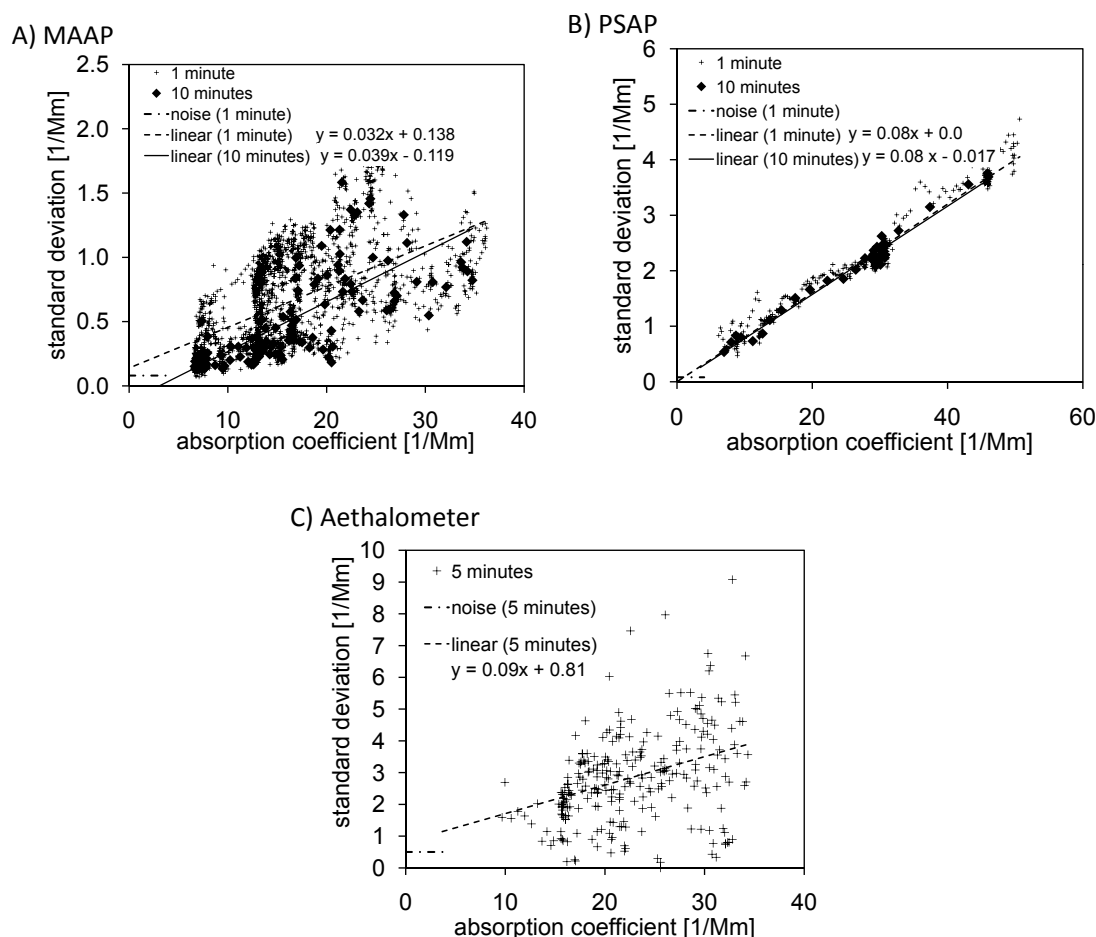 A) MAAP
standard deviation [1/Mm]
2.5
2.0
1.5
1.0
0.5
0.0
1 minute
10 minutes
noise (1 minute)
linear (1 minute) y = 0.032x + 0.138
linear (10 minutes) y = 0.039x - 0.119
0 10 20 30 40
absorption coefficient [1/Mm]
B) PSAP
standard deviation [1/Mm]
6
5
4
3
2
1
0
1 minute
10 minutes
noise (1 minute)
linear (1 minute) y = 0.08x + 0.0
linear (10 minutes) y = 0.08 x - 0.017
0 20 40 60
absorption coefficient [1/Mm]
C) Aethalometer
standard deviation [1/Mm]
10
9
8
7
6
5
4
3
2
1
0
5 minutes
noise (5 minutes)
linear (5 minutes)
y = 0.09x + 0.81
0 10 20 30 40
absorption coefficient [1/Mm]